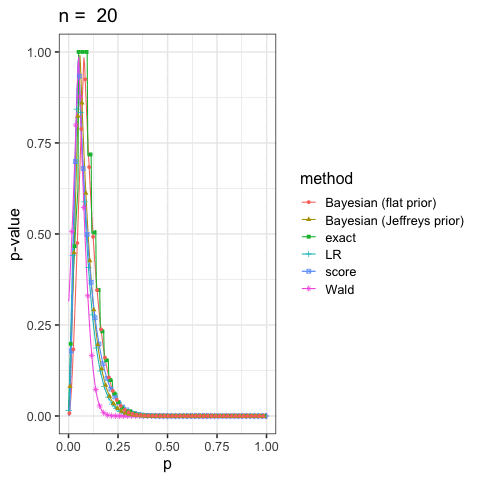 n = 20
1.00
0.75
0.50
0.25
0.00
p-value
0.00 0.25 0.50 0.75 1.00
p
method
Bayesian (flat prior)
Bayesian (Jeffreys prior)
exact
LR
score
Wald